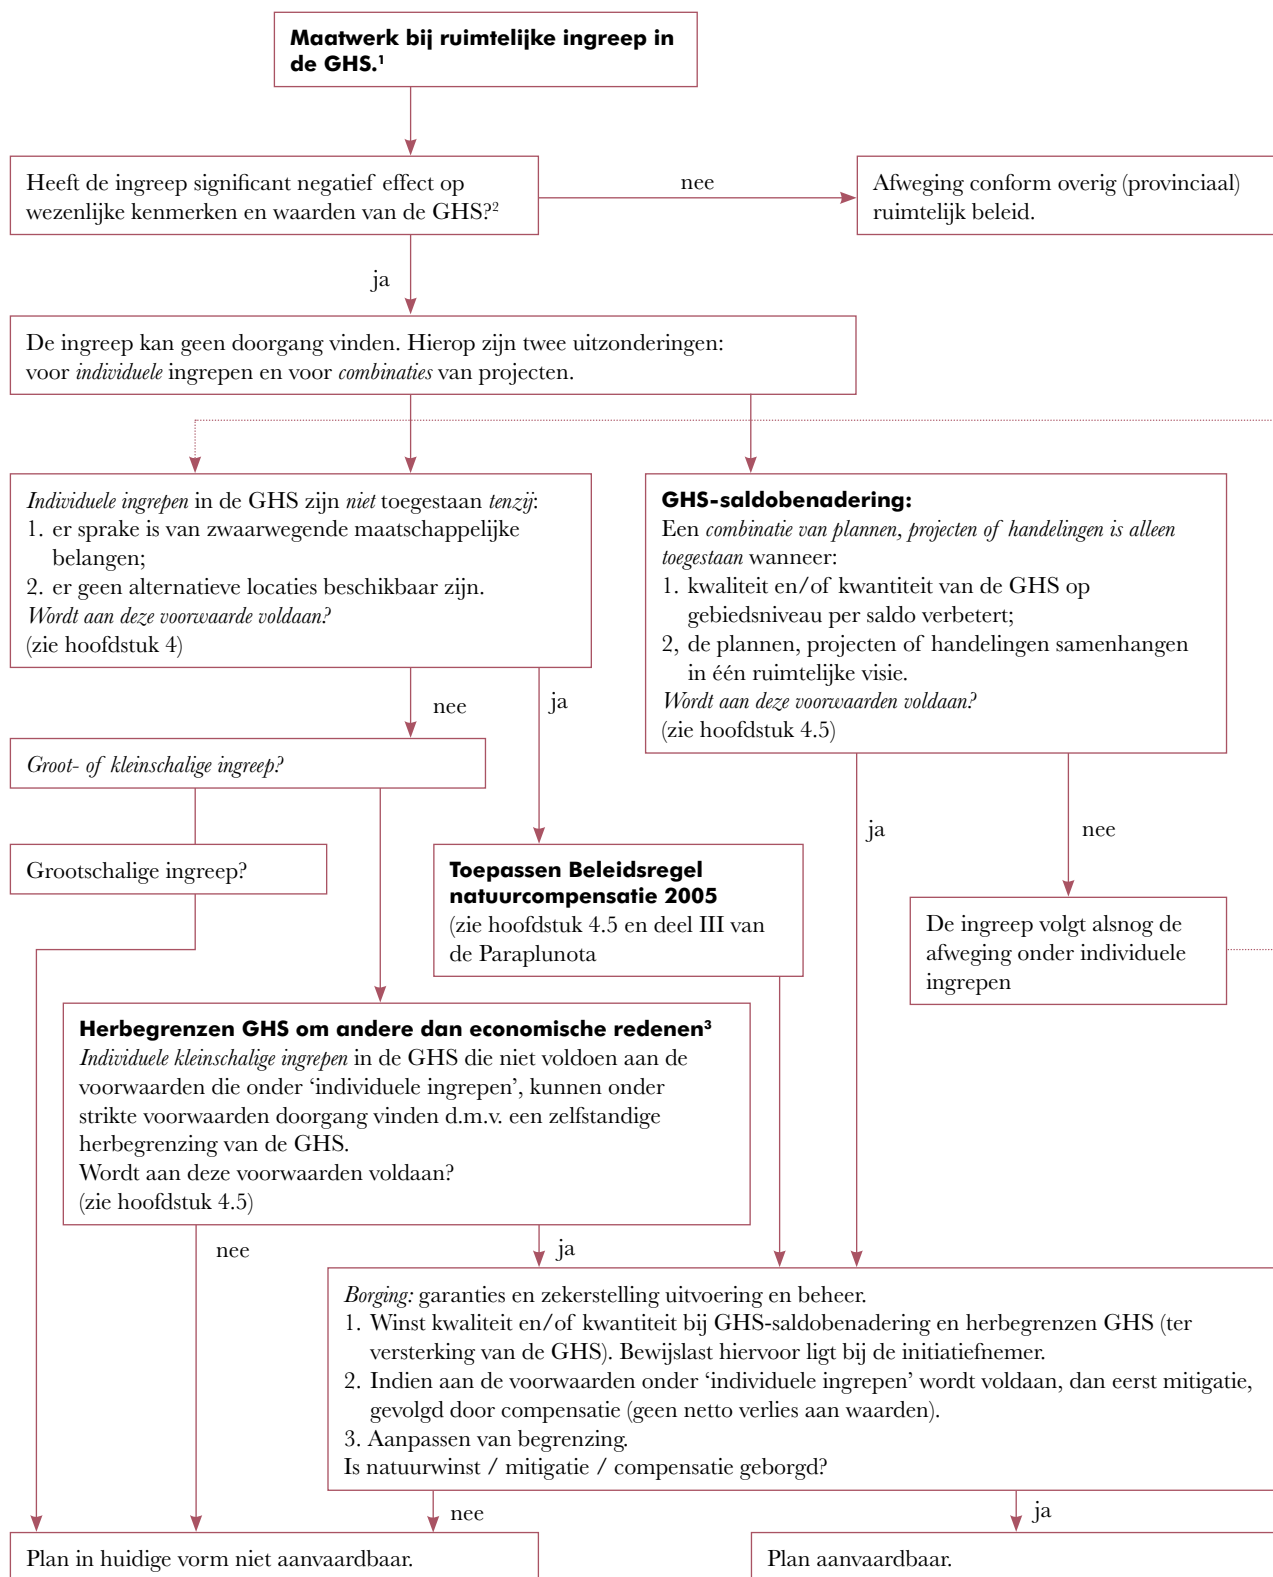 Maatwerk bij ruimtelijke ingreep in
de GHS.¹
Heeft de ingreep significant negatief effect op
wezenlijke kenmerken en waarden van de GHS?²
nee
Afweging conform overig (provinciaal)
ruimtelijk beleid.
ja
De ingreep kan geen doorgang vinden. Hierop zijn twee uitzonderingen:
voor individuele ingrepen en voor combinaties van projecten.
Individuele ingrepen in de GHS zijn niet toegestaan tenzij:
1. er sprake is van zwaarwegende maatschappelijke
belangen;
2. er geen alternatieve locaties beschikbaar zijn.
Wordt aan deze voorwaarde voldaan?
(zie hoofdstuk 4)
GHS-saldobenadering:
Een combinatie van plannen, projecten of handelingen is alleen
toegestaan wanneer:
1. kwaliteit en/of kwantiteit van de GHS op
gebiedsniveau per saldo verbetert;
2, de plannen, projecten of handelingen samenhangen
in één ruimtelijke visie.
Wordt aan deze voorwaarden voldaan?
(zie hoofdstuk 4.5)
nee
ja
Groot- of kleinschalige ingreep?
ja
nee
Grootschalige ingreep?
Toepassen Beleidsregel
natuurcompensatie 2005
(zie hoofdstuk 4.5 en deel III van
de Paraplunota
De ingreep volgt alsnog de
afweging onder individuele
ingrepen
Herbegrenzen GHS om andere dan economische redenen³
Individuele kleinschalige ingrepen in de GHS die niet voldoen aan de
voorwaarden die onder ‘individuele ingrepen’, kunnen onder
strikte voorwaarden doorgang vinden d.m.v. een zelfstandige
herbegrenzing van de GHS.
Wordt aan deze voorwaarden voldaan?
(zie hoofdstuk 4.5)
nee
ja
Borging: garanties en zekerstelling uitvoering en beheer.
1. Winst kwaliteit en/of kwantiteit bij GHS-saldobenadering en herbegrenzen GHS (ter
versterking van de GHS). Bewijslast hiervoor ligt bij de initiatiefnemer.
2. Indien aan de voorwaarden onder ‘individuele ingrepen’ wordt voldaan, dan eerst mitigatie,
gevolgd door compensatie (geen netto verlies aan waarden).
3. Aanpassen van begrenzing.
Is natuurwinst / mitigatie / compensatie geborgd?
nee
ja
Plan in huidige vorm niet aanvaardbaar.
Plan aanvaardbaar.